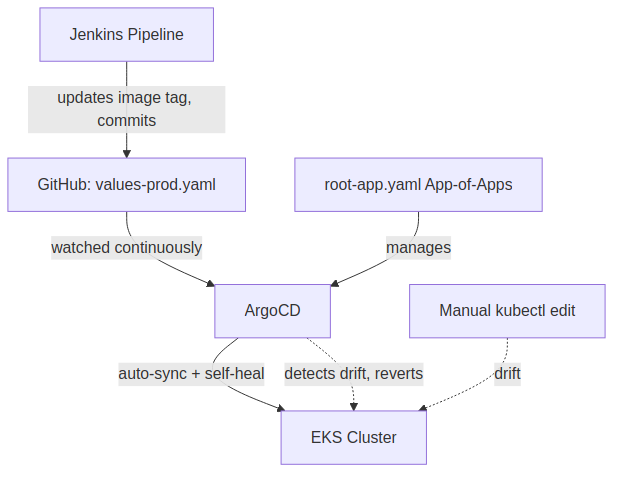 Jenkins Pipeline
updates image tag,
commits
GitHub: values-prod.yaml
root-app.yaml App-of-Apps
watched continuously
manages
ArgoCD
Manual kubectl edit
auto-sync + self-heal
detects drift, reverts
drift
EKS Cluster